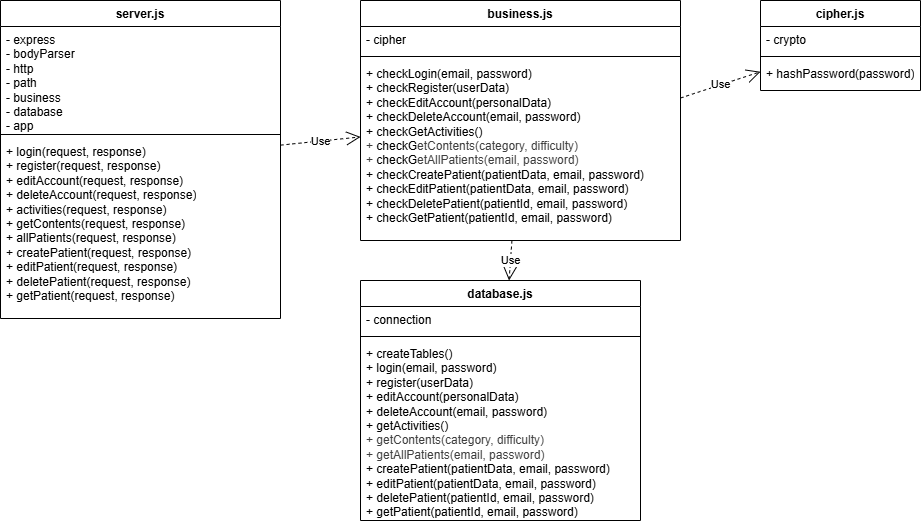 server.js
- express
- bodyParser
- http
- path
- business
- database
- app
+ login(request, response)
+ register(request, response)
+ editAccount(request, response)
+ deleteAccount(request, response)
+ activities(request, response)
+ getContents(request, response)
+ allPatients(request, response)
+ createPatient(request, response)
+ editPatient(request, response)
+ deletePatient(request, response)
+ getPatient(request, response)
Use
business.js
- cipher
+ checkLogin(email, password)
+ checkRegister(userData)
+ checkEditAccount(personalData)
+ checkDeleteAccount(email, password)
+ checkGetActivities()
+ checkGetContents(category, difficulty)
+ checkGetAllPatients(email, password)
+ checkCreatePatient(patientData, email, password)
+ checkEditPatient(patientData, email, password)
+ checkDeletePatient(patientId, email, password)
+ checkGetPatient(patientId, email, password)
Use
cipher.js
- crypto
+ hashPassword(password)
Use
database.js
- connection
+ createTables()
+ login(email, password)
+ register(userData)
+ editAccount(personalData)
+ deleteAccount(email, password)
+ getActivities()
+ getContents(category, difficulty)
+ getAllPatients(email, password)
+ createPatient(patientData, email, password)
+ editPatient(patientData, email, password)
+ deletePatient(patientId, email, password)
+ getPatient(patientId, email, password)